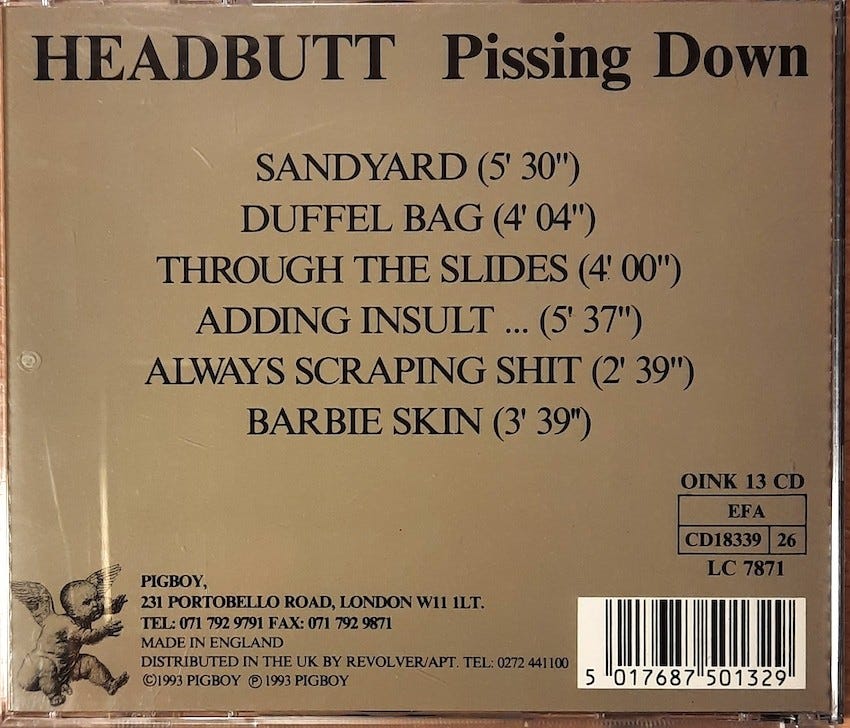 HEADBUTT Pissing Down
SANDYARD (5' 30")
DUFFEL BAG (4' 04")
THROUGH THE SLIDES (4' 00")
ADDING INSULT ... (5' 37")
ALWAYS SCRAPING SHIT (2' 39")
BARBIE SKIN (3' 39")
OINK 13 CD
EFA
CD18339 26
LC 7871
PIGBOY,
231 PORTOBELLO ROAD, LONDON W11 1LT.
TEL: 071 792 9791 FAX: 071 792 9871
MADE IN ENGLAND
DISTRIBUTED IN THE UK BY REVOLVER/APT. TEL: 0272 441100
©1993 PIGBOY ℗ 1993 PIGBOY
5 017687 501329